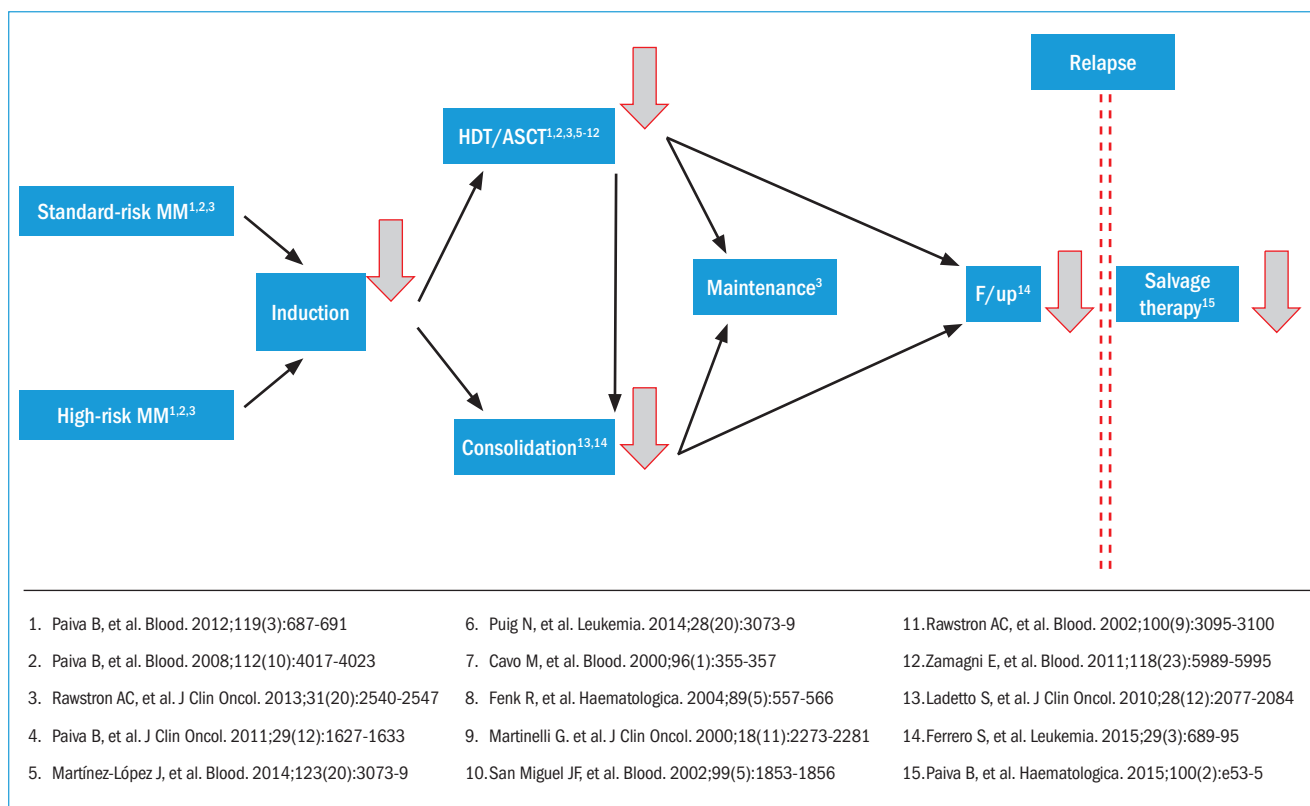 Relapse
HDT/ASCT1,2,3,5-12
Standard-risk MM1,2,3
Induction
Maintenance3
F/up14
Salvage
therapy15
High-risk MM1,2,3
Consolidation13,14
1. Paiva B, et al. Blood. 2012;119(3):687-691
2. Paiva B, et al. Blood. 2008;112(10):4017-4023
3. Rawstron AC, et al. J Clin Oncol. 2013;31(20):2540-2547
4. Paiva B, et al. J Clin Oncol. 2011;29(12):1627-1633
5. Martínez-López J, et al. Blood. 2014;123(20):3073-9
6. Puig N, et al. Leukemia. 2014;28(20):3073-9
7. Cavo M, et al. Blood. 2000;96(1):355-357
8. Fenk R, et al. Haematologica. 2004;89(5):557-566
9. Martinelli G. et al. J Clin Oncol. 2000;18(11):2273-2281
10. San Miguel JF, et al. Blood. 2002;99(5):1853-1856
11. Rawstron AC, et al. Blood. 2002;100(9):3095-3100
12. Zamagni E, et al. Blood. 2011;118(23):5989-5995
13. Ladetto S, et al. J Clin Oncol. 2010;28(12):2077-2084
14. Ferrero S, et al. Leukemia. 2015;29(3):689-95
15. Paiva B, et al. Haematologica. 2015;100(2):e53-5